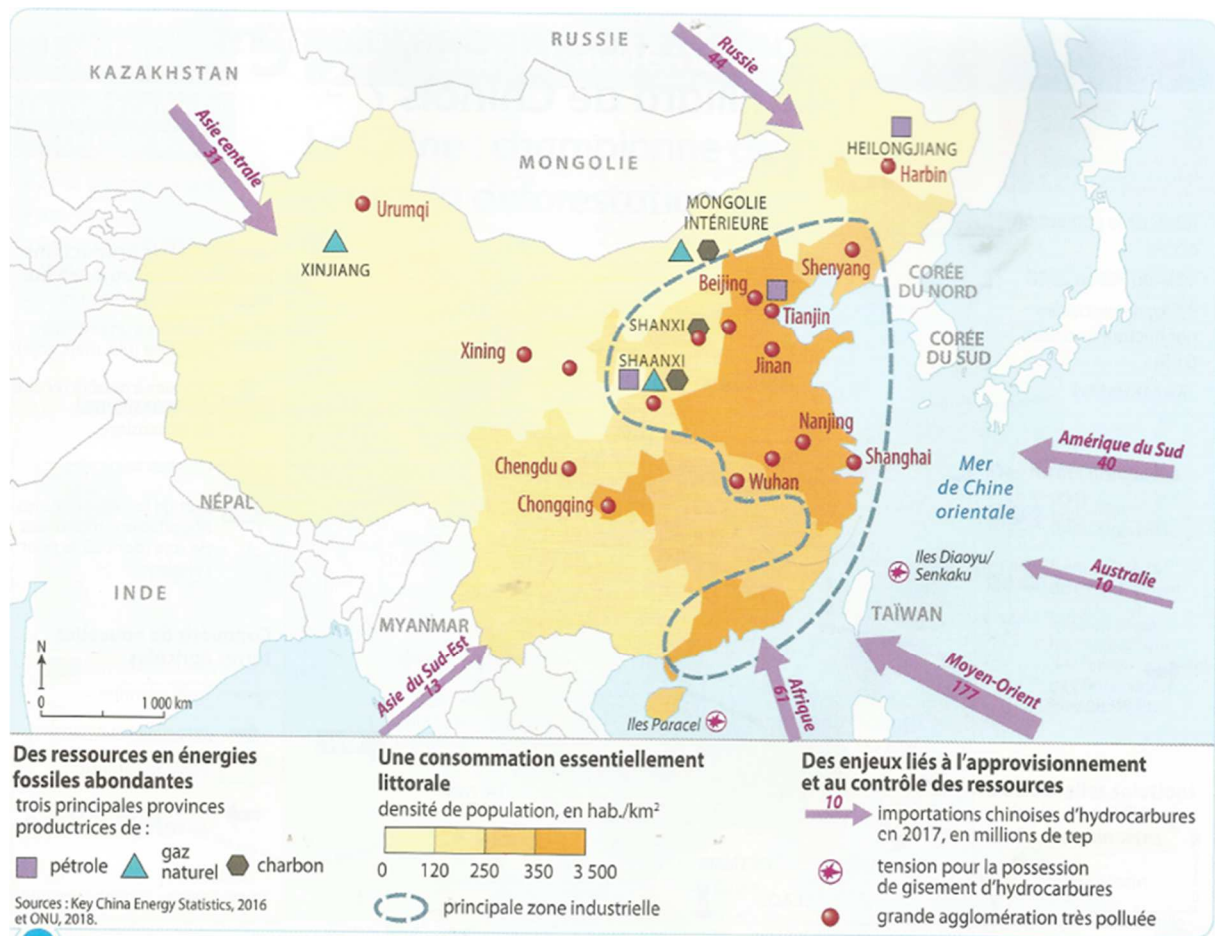 RUSSIE
KAZAKHSTAN
Russie
44
Asie centrale
31
MONGOLIE
HEILONGJIANG
Harbin
Urumqi
MONGOLIE
INTÉRIEURE
XINJIANG
Shenyang
CORÉE
DU NORD
Beijing
Tianjin
SHANXI
CORÉE
DU SUD
Xining
SHAANXI
Jinan
Nanjing
Amérique du Sud
40
Chengdu
Shanghai
Mer
de Chine
orientale
Wuhan
NÉPAL
Chongqing
Iles Diaoyu/
Senkaku
Australie
10
INDE
MYANMAR
TAÏWAN
N
Asie du Sud-Est
13
Moyen-Orient
177
Afrique
61
0 1 000 km
Iles Paracel
Des ressources en énergies
fossiles abondantes
trois principales provinces
productrices de :
pétrole
gaz
naturel
charbon
Sources : Key China Energy Statistics, 2016
et ONU, 2018.
Une consommation essentiellement
littorale
densité de population, en hab./km²
0 120 250 350 3 500
principale zone industrielle
Des enjeux liés à l'approvisionnement
et au contrôle des ressources
10
importations chinoises d'hydrocarbures
en 2017, en millions de tep
tension pour la possession
de gisement d'hydrocarbures
grande agglomération très polluée